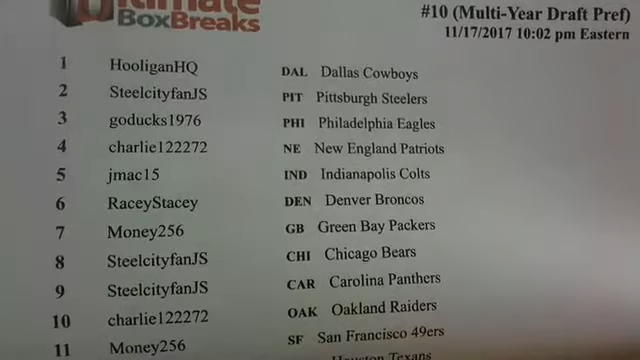 Ultimate
BoxBreaks
#10 (Multi-Year Draft Pref)
11/17/2017 10:02 pm Eastern
1 HooliganHQ DAL Dallas Cowboys
2 SteelcityfanJS PIT Pittsburgh Steelers
3 goducks1976 PHI Philadelphia Eagles
4 charlie122272 NE New England Patriots
5 jmac15 IND Indianapolis Colts
6 RaceyStacey DEN Denver Broncos
7 Money256 GB Green Bay Packers
8 SteelcityfanJS CHI Chicago Bears
9 SteelcityfanJS CAR Carolina Panthers
10 charlie122272 OAK Oakland Raiders
11 Money256 SF San Francisco 49ers
Houston Texans